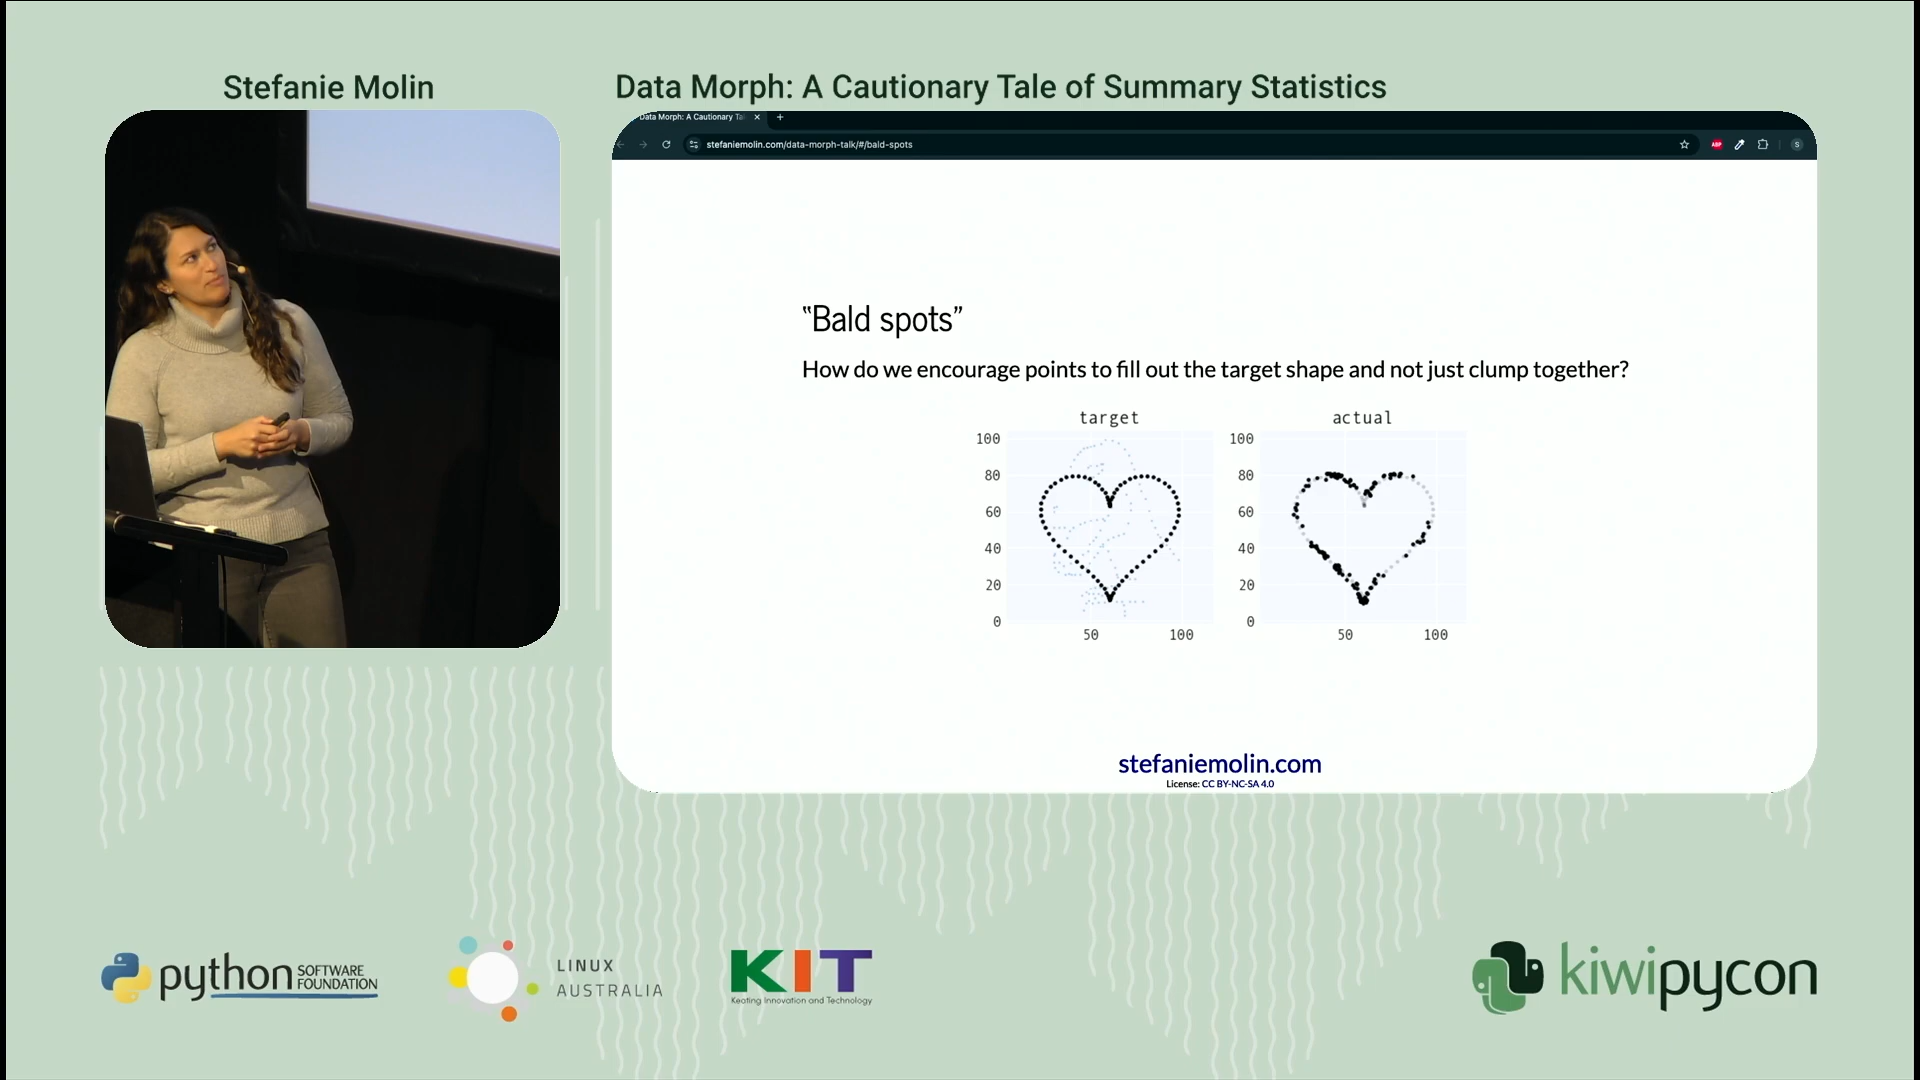 Stefanie Molin
Data Morph: A Cautionary Tale of Summary Statistics
Data Morph: A Cautionary Ta
stefaniemolin.com/data-morph-talk/#/bald-spots
ABP
S
“Bald spots”
How do we encourage points to fill out the target shape and not just clump together?
target
actual
100
80
60
40
20
0
50
100
100
80
60
40
20
0
50
100
stefaniemolin.com
License: CC BY-NC-SA 4.0
python SOFTWARE
FOUNDATION
LINUX
AUSTRALIA
KIT
Keating Innovation and Technology
kiwipycon